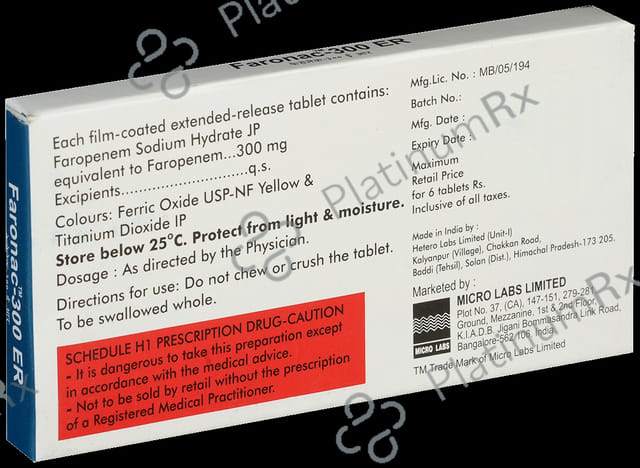 Faronac-300 ER
Each film-coated extended-release tablet contains:
Faropenem Sodium Hydrate JP
equivalent to Faropenem...300 mg
Excipients........................q.s.
Colours: Ferric Oxide USP-NF Yellow &
Titanium Dioxide IP
Store below 25°C. Protect from light & moisture.
Dosage : As directed by the Physician.
Directions for use: Do not chew or crush the tablet.
To be swallowed whole.
SCHEDULE H1 PRESCRIPTION DRUG-CAUTION
- It is dangerous to take this preparation except
in accordance with the medical advice.
- Not to be sold by retail without the prescription
of a Registered Medical Practitioner.
Mfg.Lic. No. : MB/05/194
Batch No.:
Mfg. Date :
Expiry Date :
Maximum
Retail Price
for 6 tablets Rs.
Inclusive of all taxes.
Made in India by :
Hetero Labs Limited (Unit-I)
Kalyanpur (Village), Chakkan Road,
Baddi (Tehsil), Solan (Dist.), Himachal Pradesh-173 205.
Marketed by :
MICRO LABS
MICRO LABS LIMITED
Plot No. 37, (CA), 147-151, 279-281
Ground, Mezzanine, 1st & 2nd Floor,
K.I.A.D.B. Jigani Bommasandra Link Road,
Bangalore-562 106, India
TM Trade Mark of Micro Labs Limited
Faronac™-300 ER
PlatinumRx
PlatinumRx
PlatinumRx